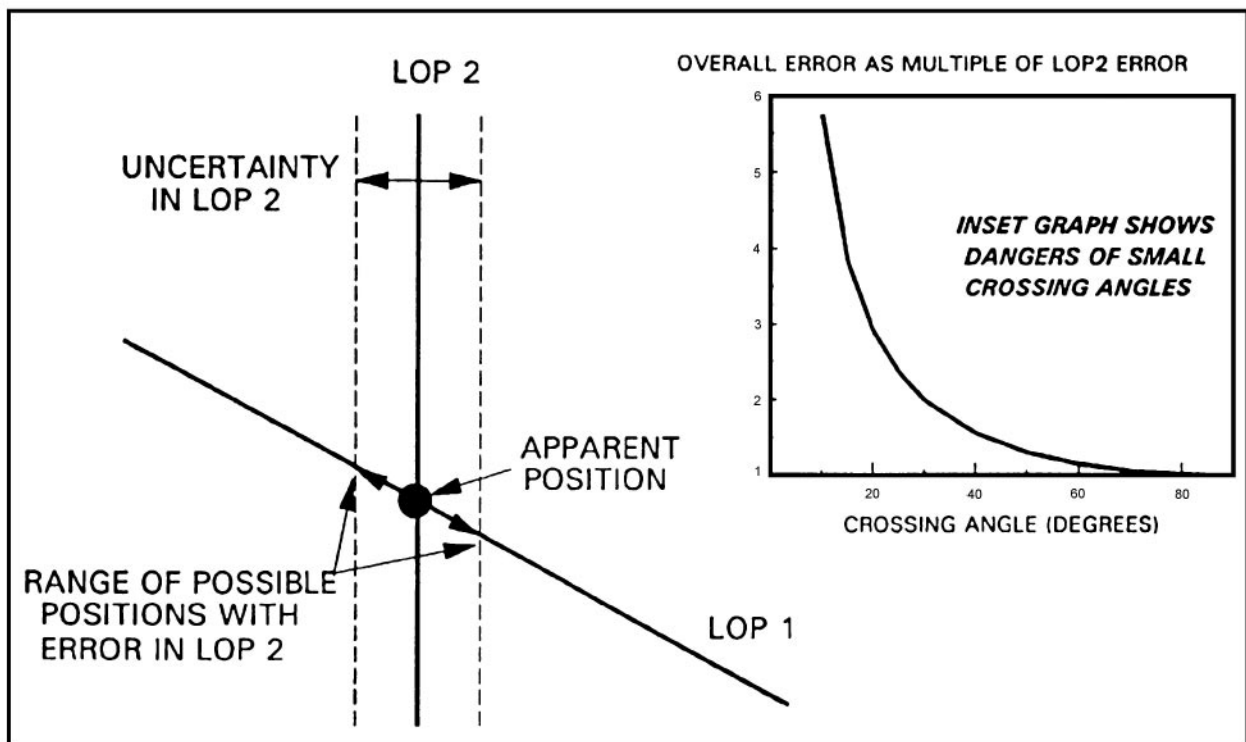 LOP 2
UNCERTAINTY
IN LOP 2
APPARENT
POSITION
RANGE OF POSSIBLE
POSITIONS WITH
ERROR IN LOP 2
LOP 1
OVERALL ERROR AS MULTIPLE OF LOP2 ERROR
6
5
4
3
2
1
INSET GRAPH SHOWS
DANGERS OF SMALL
CROSSING ANGLES
20 40 60 80
CROSSING ANGLE (DEGREES)